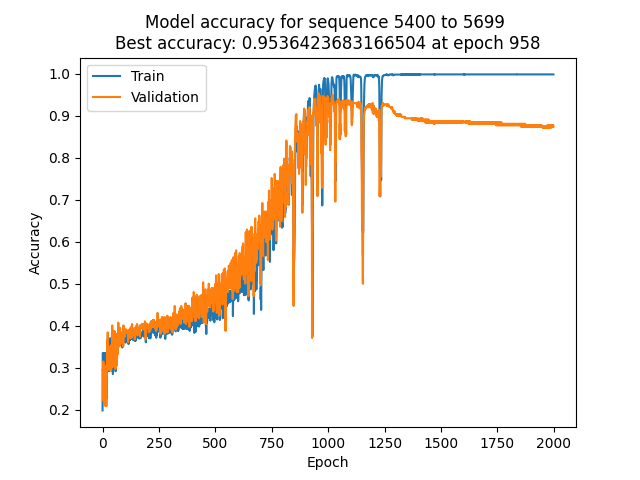 Model accuracy for sequence 5400 to 5699
Best accuracy: 0.9536423683166504 at epoch 958
Train
Validation
1.0
0.9
0.8
0.7
0.6
0.5
0.4
0.3
0.2
Accuracy
0 250 500 750 1000 1250 1500 1750 2000
Epoch